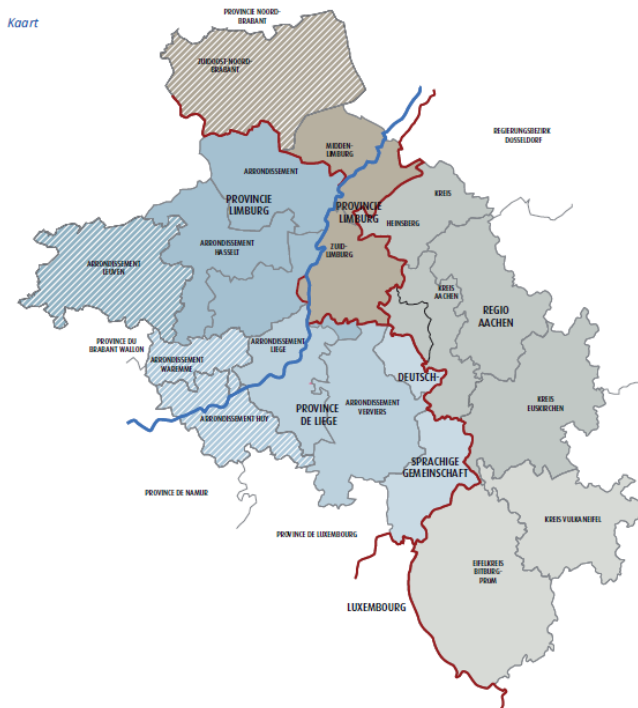 Kaart
PROVINCIE NOORD-
BRABANT
ZUIDOOST-NOORD-
BRABANT
REGIERUNGSBEZIRK
DUSSELDORF
MIDDEN-
LIMBURG
ARRONDISSEMENT
PROVINCIE
LIMBURG
PROVINCIE
LIMBURG
KREIS
HEINSBERG
ARRONDISSEMENT
HASSELT
ZUID-
LIMBURG
ARRONDISSEMENT
LEUVEN
KREIS
AACHEN
REGIO
AACHEN
PROVINCE DU
BRABANT WALLON
ARRONDISSEMENT
LIEGE
ARRONDISSEMENT
WAREMME
DEUTSCH-
KREIS
EUSKIRCHEN
ARRONDISSEMENT HUY
PROVINCE
DE LIEGE
ARRONDISSEMENT
VERVIERS
SPRACHIGE
GEMEINSCHAFT
PROVINCE DE NAMUR
KREIS VULKANEIFEL
PROVINCE DE LUXEMBOURG
EIFELKREIS
BITBURG-
PRUM
LUXEMBOURG